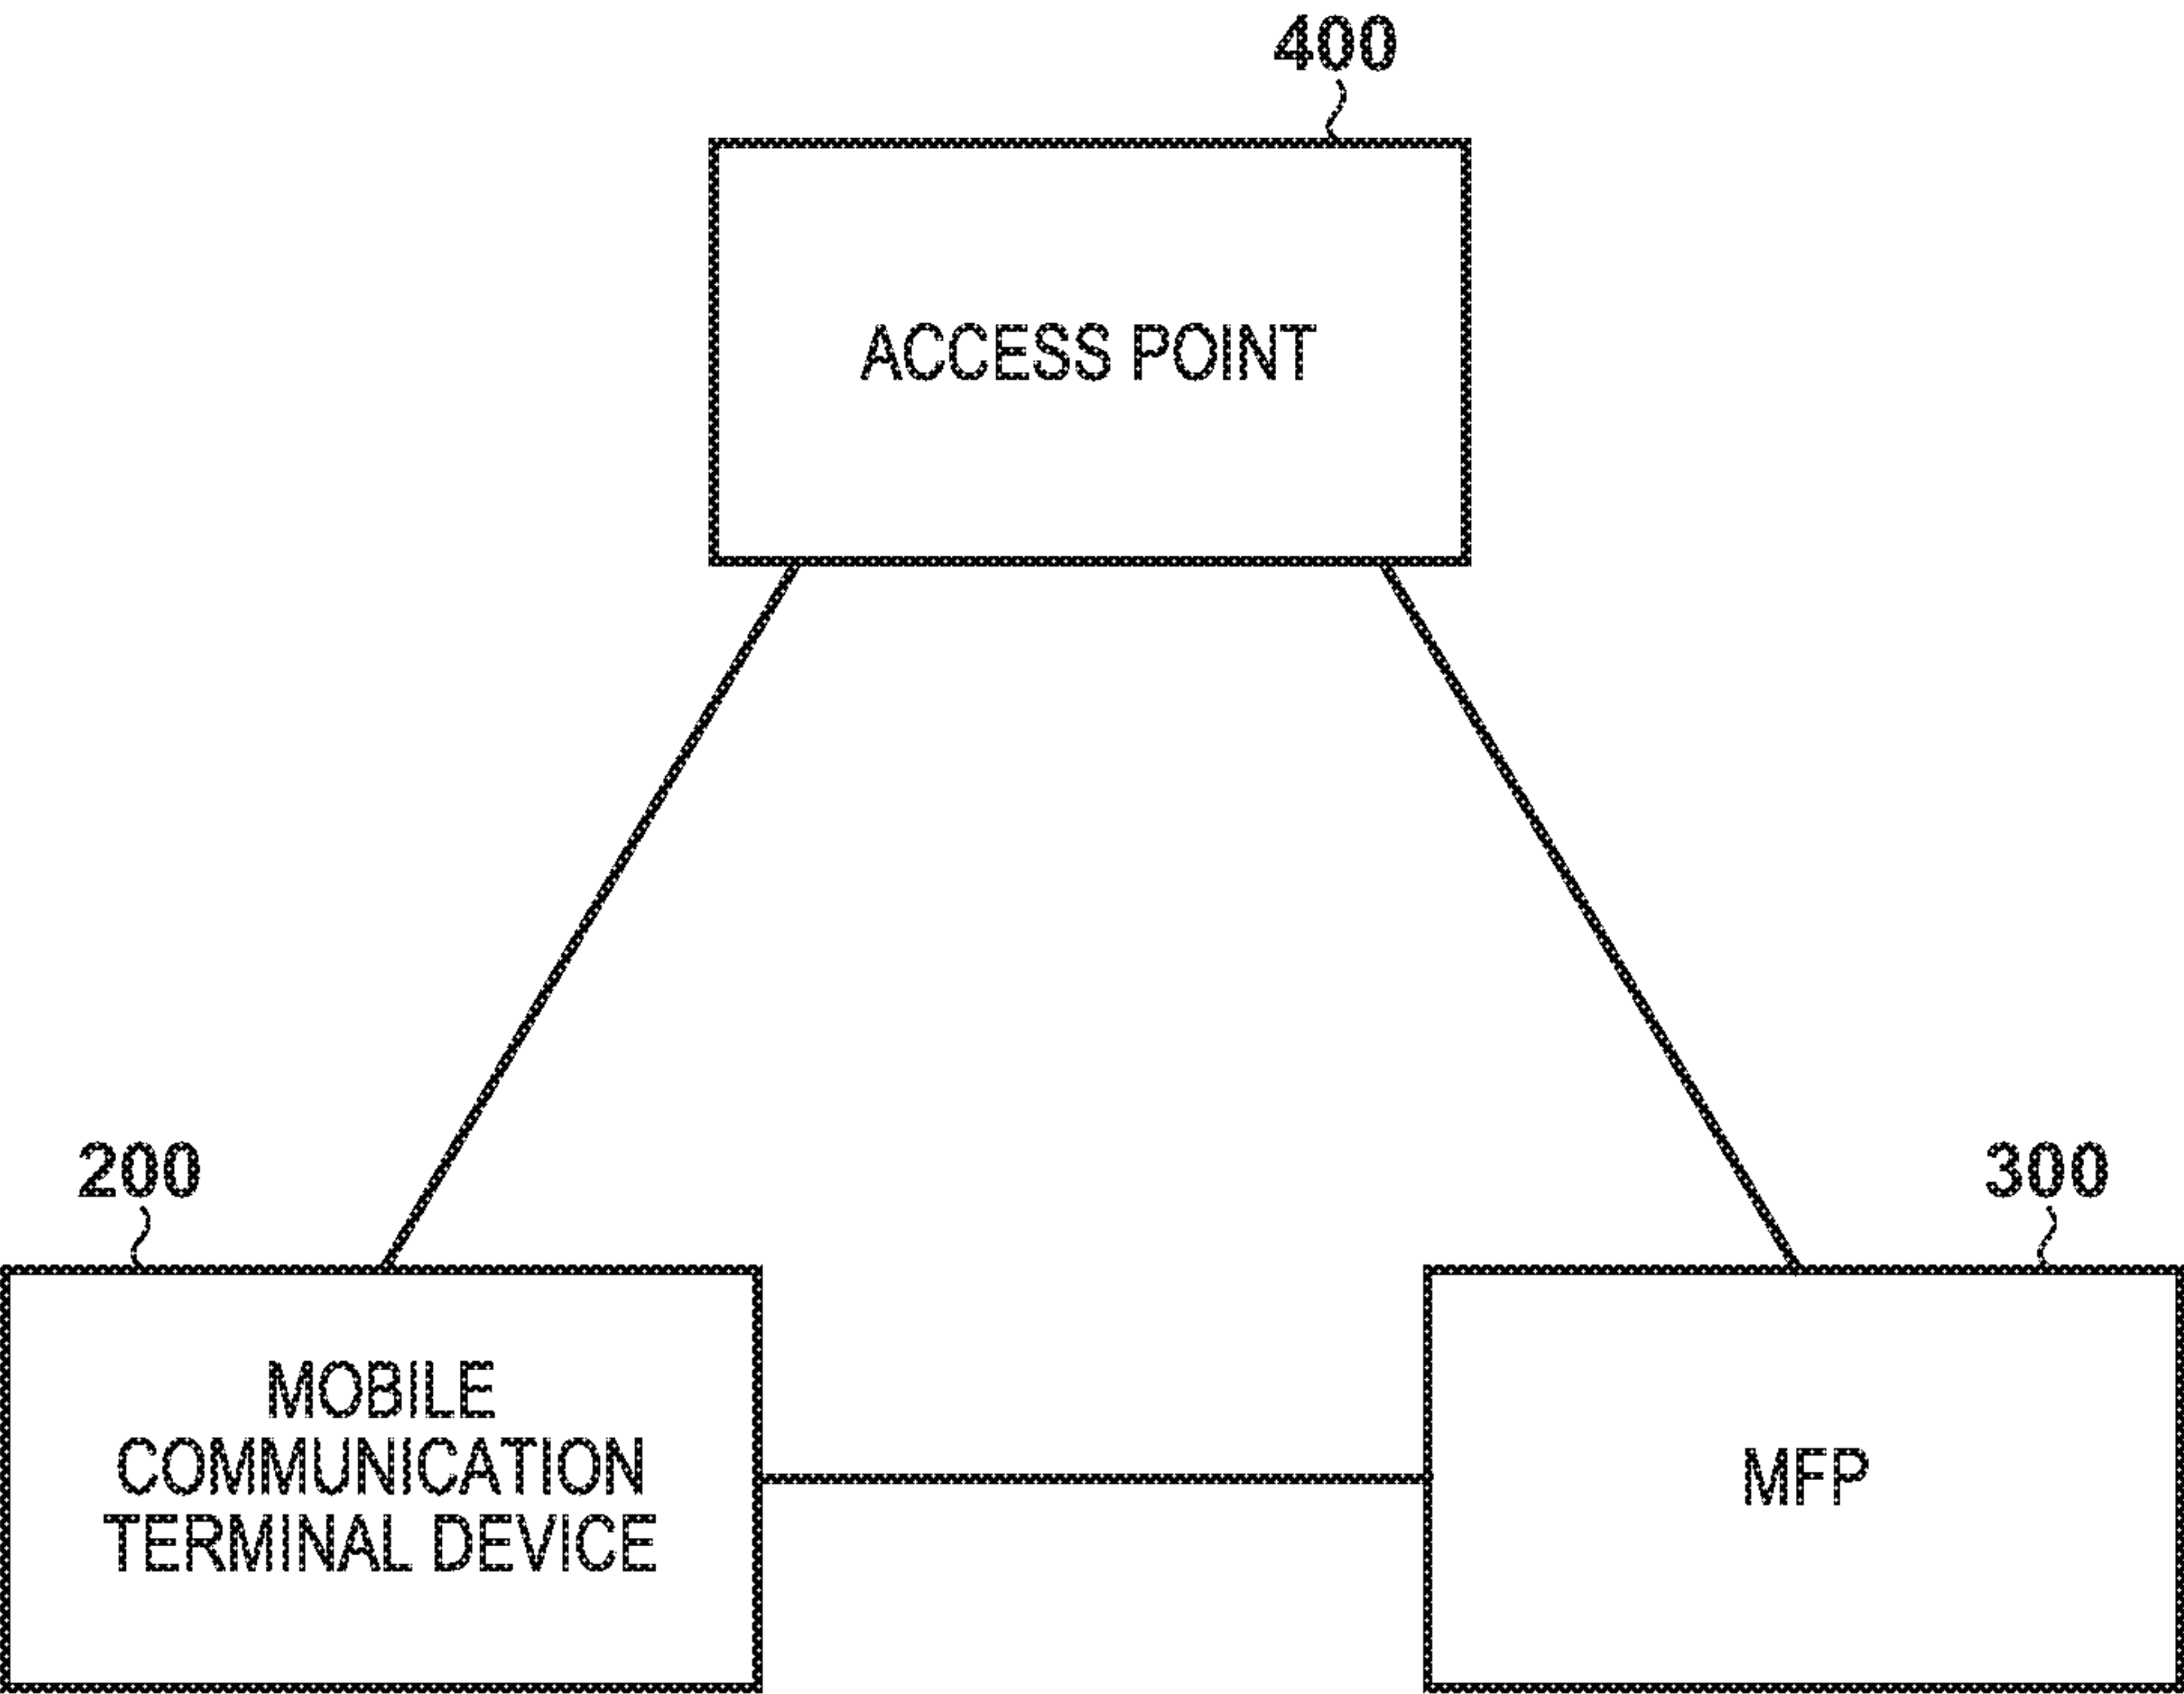 400
ACCESS POINT
200
300
MOBILE
COMMUNICATION
TERMINAL DEVICE
MFP